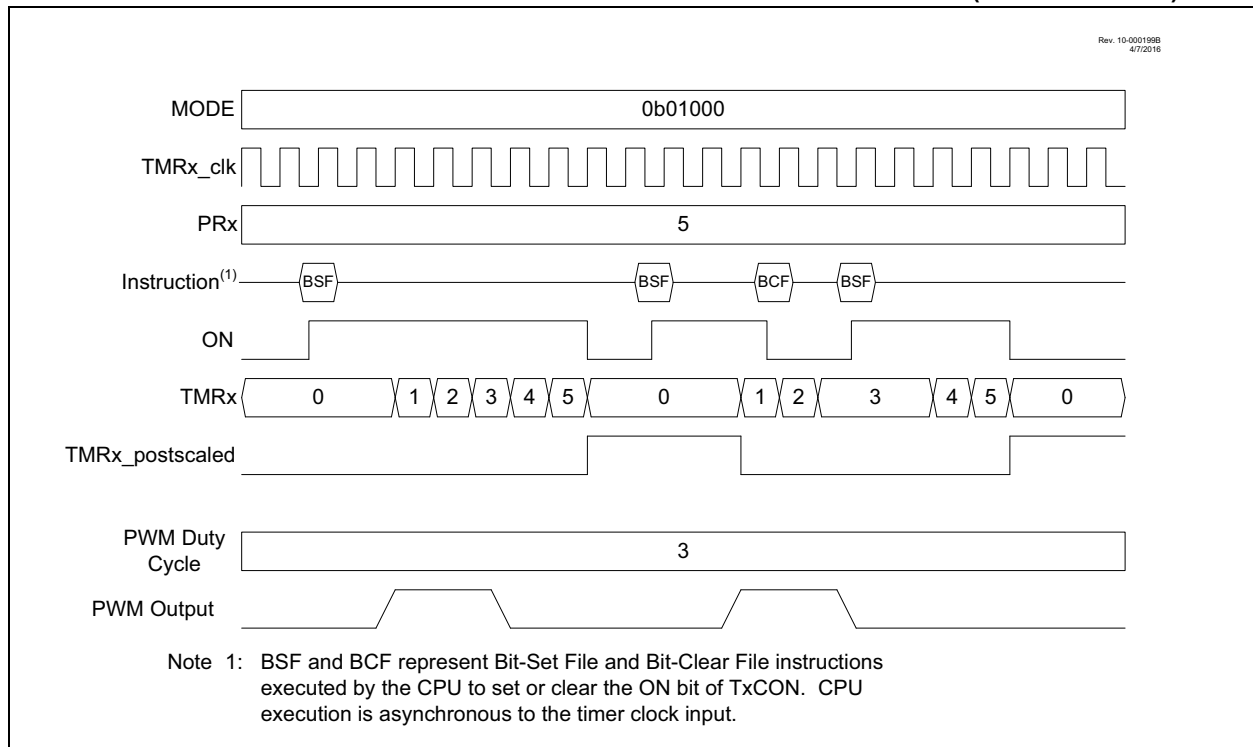 Rev. 10-000199B
4/7/2016
MODE 0b01000
TMRx_clk
PRx 5
Instruction(1) BSF BSF BCF BSF
ON
TMRx 0 1 2 3 4 5 0 1 2 3 4 5 0
TMRx_postscaled
PWM Duty
Cycle 3
PWM Output
Note 1: BSF and BCF represent Bit-Set File and Bit-Clear File instructions
executed by the CPU to set or clear the ON bit of TxCON. CPU
execution is asynchronous to the timer clock input.